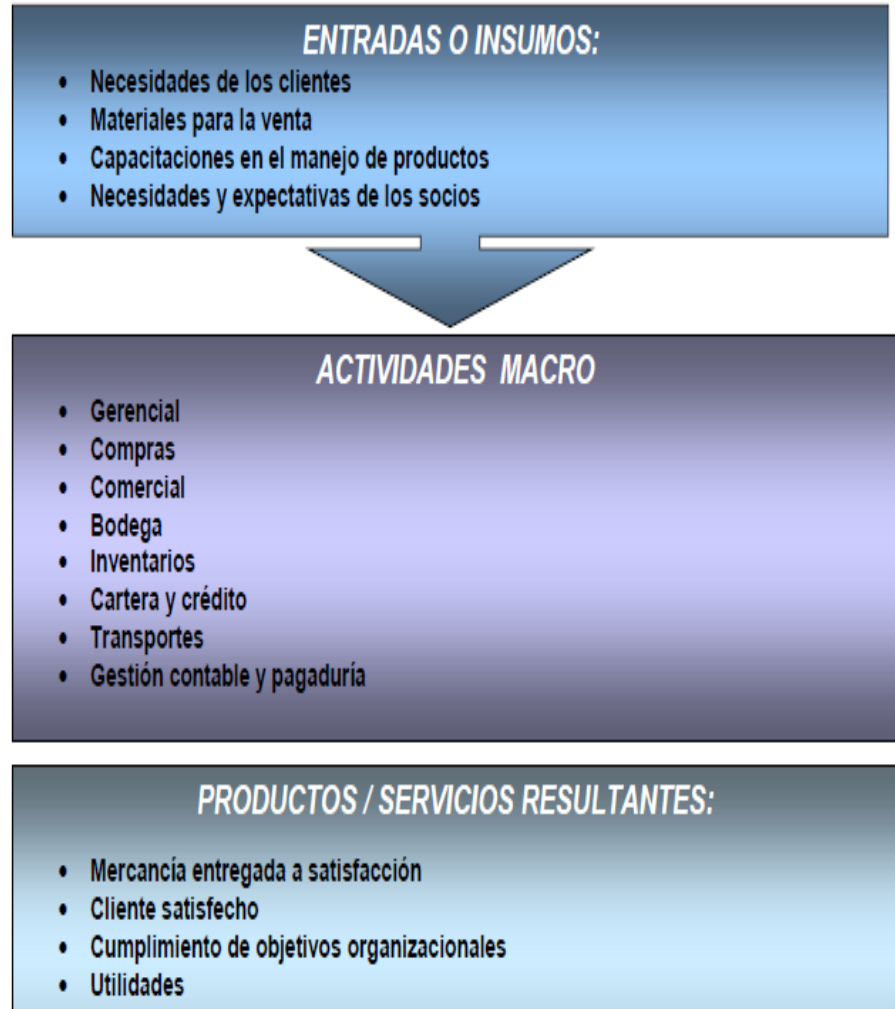 ENTRADAS O INSUMOS:
• Necesidades de los clientes
• Materiales para la venta
• Capacitaciones en el manejo de productos
• Necesidades y expectativas de los socios
ACTIVIDADES MACRO
• Gerencial
• Compras
• Comercial
• Bodega
• Inventarios
• Cartera y crédito
• Transportes
• Gestión contable y pagaduría
PRODUCTOS / SERVICIOS RESULTANTES:
• Mercancía entregada a satisfacción
• Cliente satisfecho
• Cumplimiento de objetivos organizacionales
• Utilidades